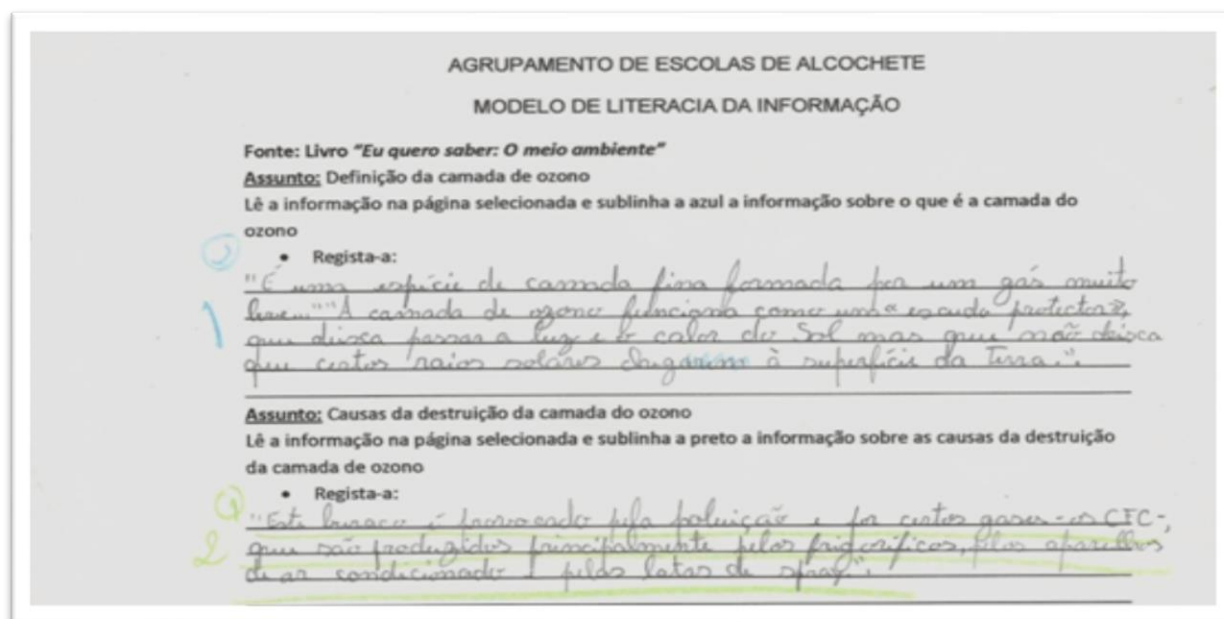 AGRUPAMENTO DE ESCOLAS DE ALCOCHETE
MODELO DE LITERACIA DA INFORMAÇÃO
Fonte: Livro “Eu quero saber: O meio ambiente”
Assunto: Definição da camada de ozono
Lê a informação na página selecionada e sublinha a azul a informação sobre o que é a camada do
ozono
• Regista-a:
"É uma espécie de camada fina formada por um gás muito
leve..." "A camada de ozono funciona como um « escudo protector»,
1 que deixa passar a luz e o calor do Sol mas que não deixa
que certos raios solares cheguem à superfície da Terra.".
Assunto: Causas da destruição da camada do ozono
Lê a informação na página selecionada e sublinha a preto a informação sobre as causas da destruição
da camada de ozono
• Regista-a:
"Este buraco é provocado pela poluição e por certos gases - os CFC-,
2 que são produzidos principalmente pelos frigoríficos, pelos aparelhos
de ar condicionado e pelas latas de spray.".